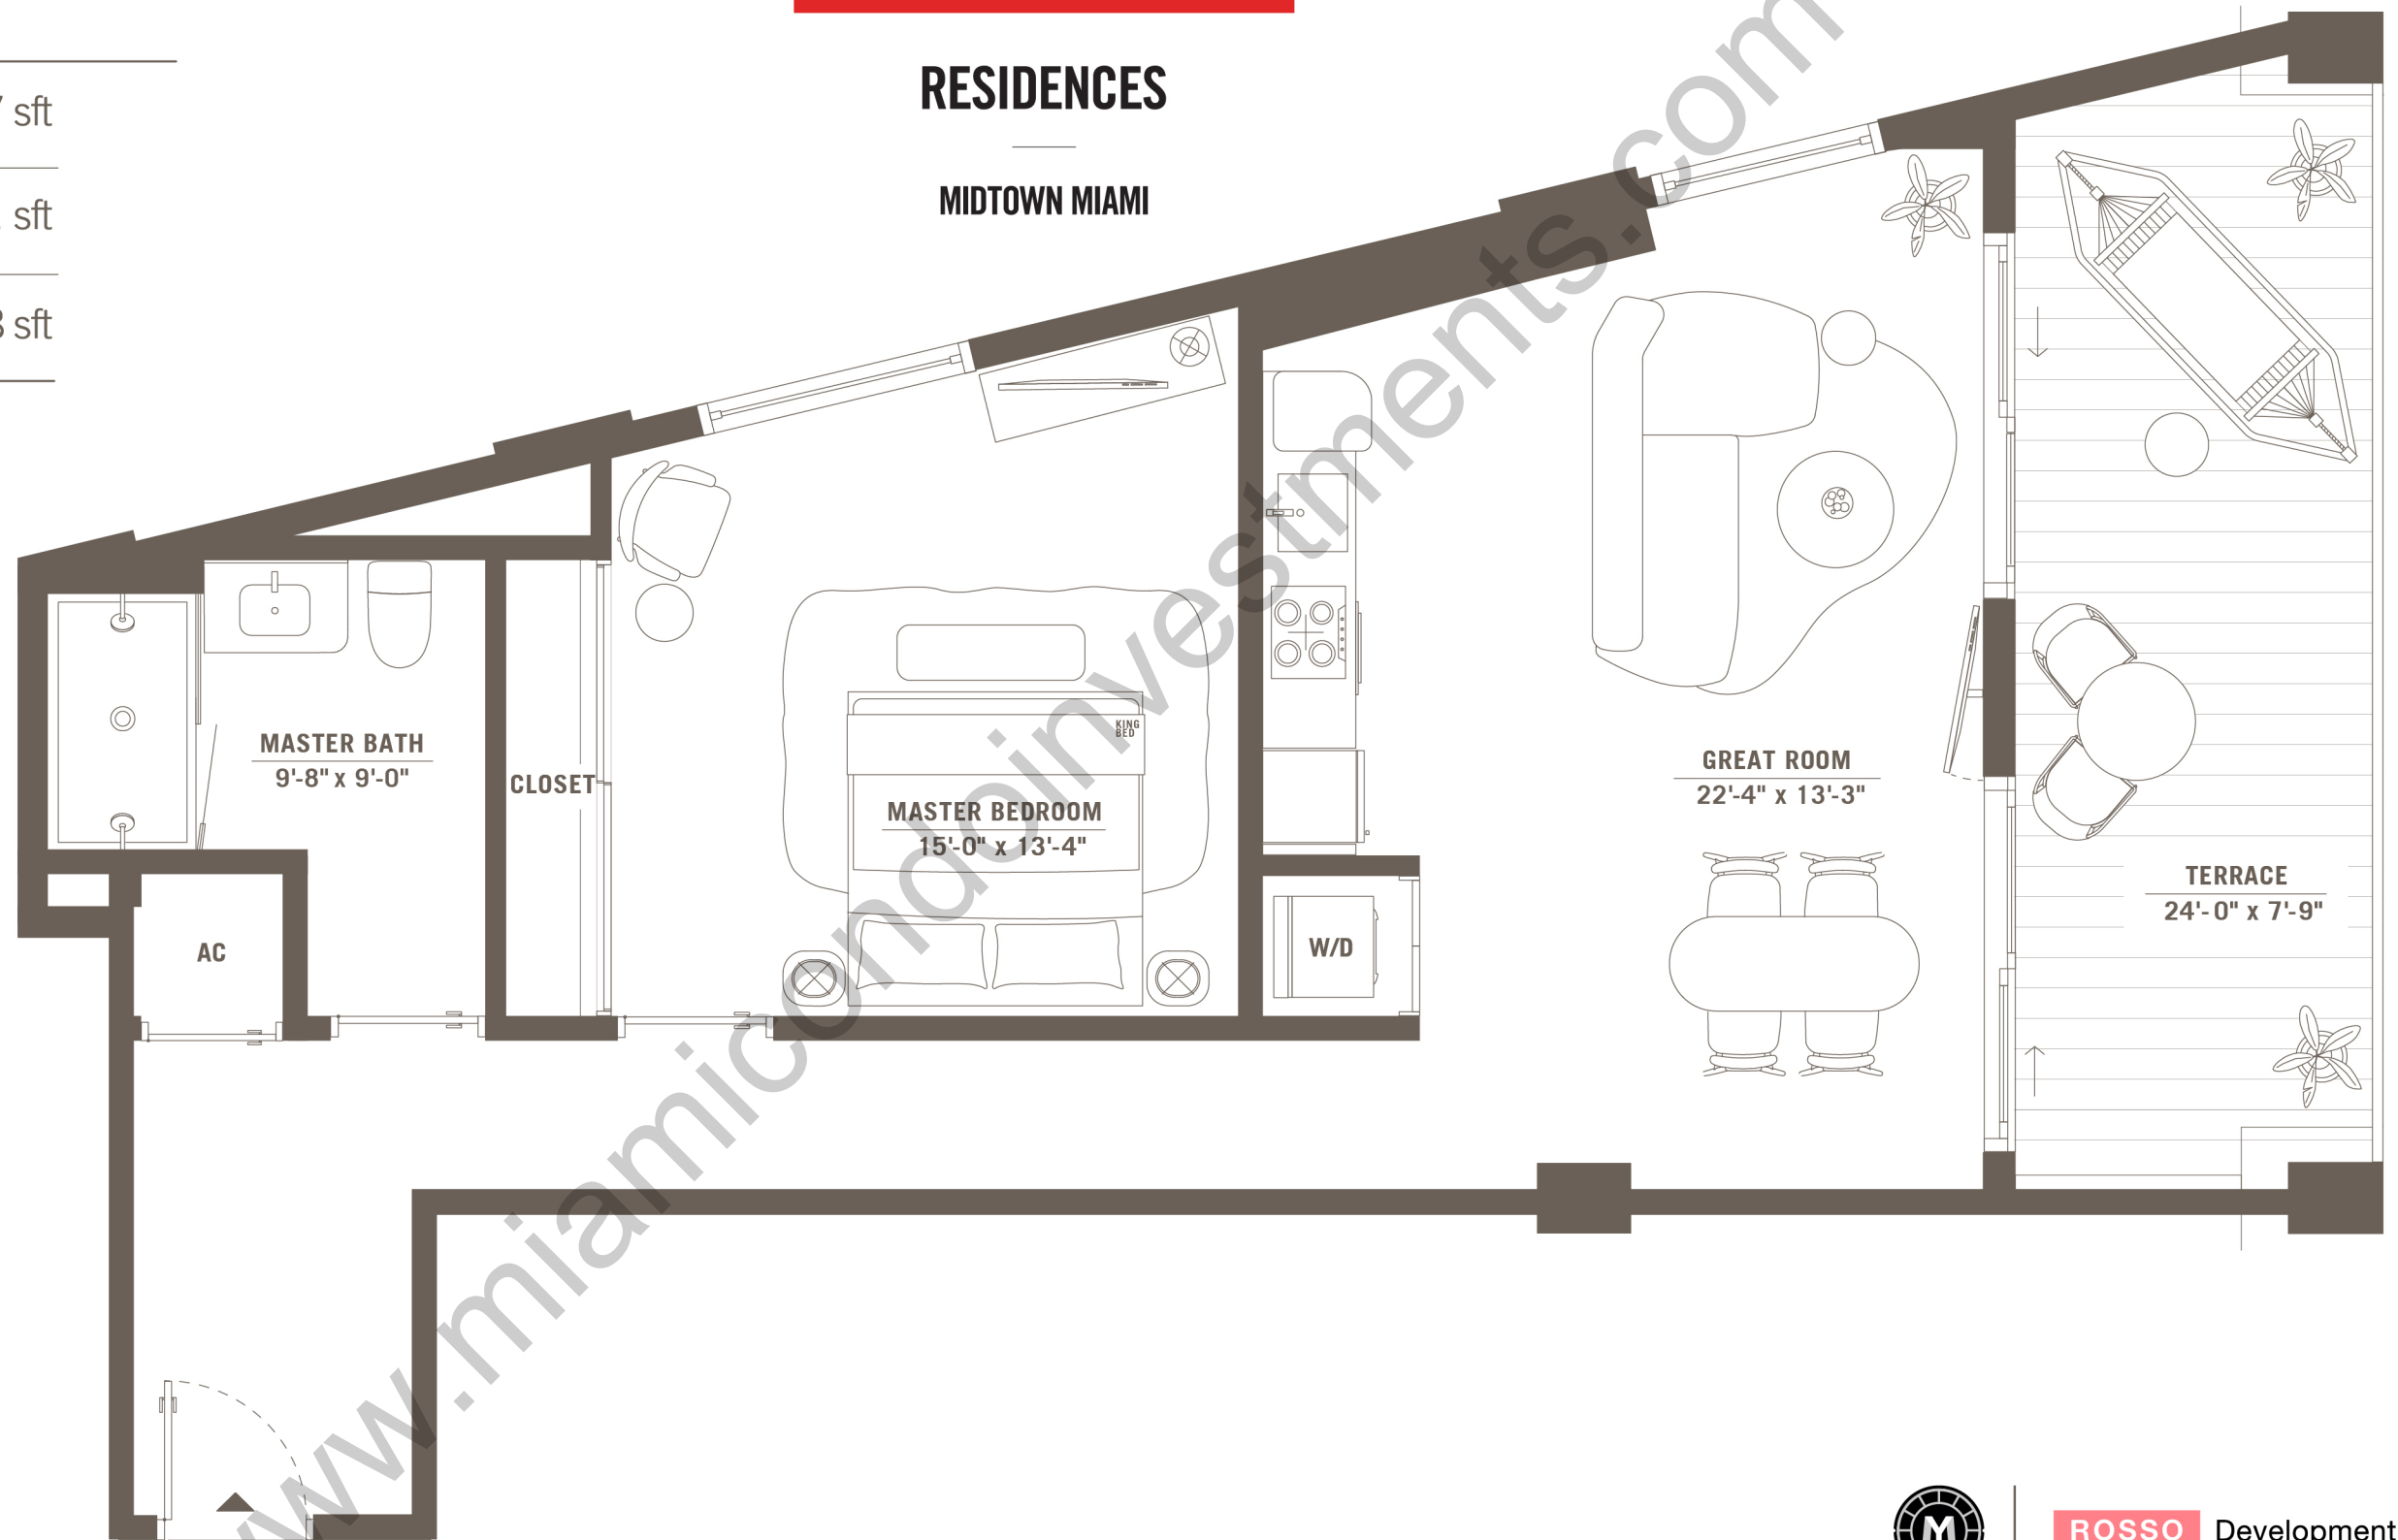 RESIDENCES
MIDTOWN MIAMI
sft
sft
sft
MASTER BATH
9'-8" x 9'-0"
CLOSET
KING
BED
MASTER BEDROOM
15'-0" x 13'-4"
GREAT ROOM
22'-4" x 13'-3"
TERRACE
24'-0" x 7'-9"
AC
W/D
www.miamicondoinvestments.com
M
ROSSO
Development